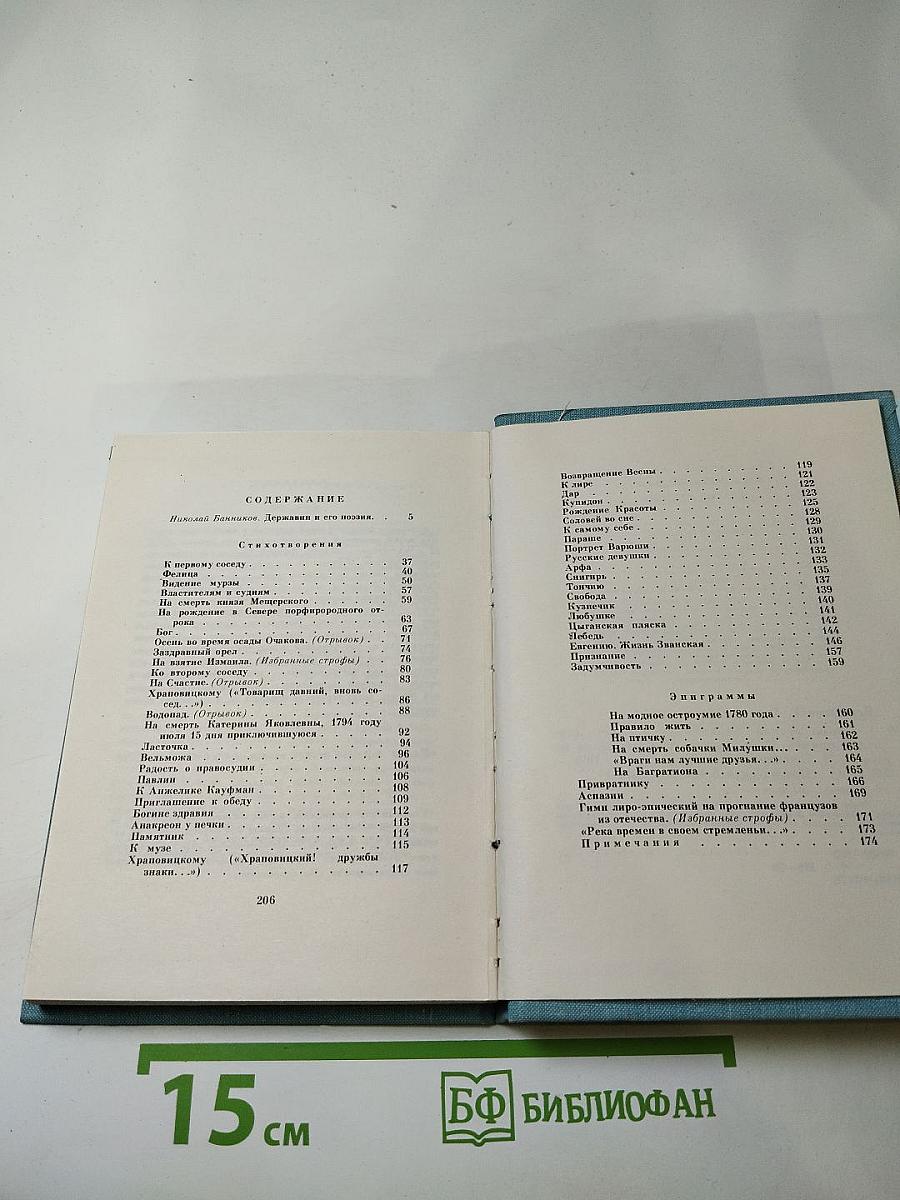 СОДЕРЖАНИЕ
Николай Банников. Державин и его поэзия. . 5
Стихотворения
К первому соседу . . . . . . . . . . 37
Фелица . . . . . . . . . . 40
Видение мурзы . . . . . . . . . . 50
Властителям и судиям . . . . . . . . 57
На смерть князя Мещерского . . . . . . 59
На рождение в Севере порфирородного от-
рока . . . . . . . . . . 63
Бог . . . . . . . . . . 67
Осень во время осады Очакова. (Отрывок) . . 71
Заздравный орел . . . . . . . . . . 74
На взятие Измаила. (Избранные строфы) . . 76
Ко второму соседу . . . . . . . . . . 80
На Счастие. (Отрывок) . . . . . . . . 83
Храповицкому («Товарищ давний, вновь со-
сед. . .») . . . . . . . . . . 86
Водопад. (Отрывок) . . . . . . . . . . 88
На смерть Катерины Яковлевны, 1794 году
июля 15 дня приключившуюся . . . . . 92
Ласточка . . . . . . . . . . 94
Вельможа . . . . . . . . . . 96
Радость о правосудии . . . . . . . . 104
Павлин . . . . . . . . . . 106
К Анжелике Кауфман . . . . . . . . 108
Приглашение к обеду . . . . . . . . 109
Богине здравия . . . . . . . . . . 112
Анакреон у печки . . . . . . . . . . 113
Памятник . . . . . . . . . . 114
К музе . . . . . . . . . . 115
Храповицкому («Храповицкий! дружбы
знаки. . .») . . . . . . . . . . 117
206
Возвращение Весны . . . . . . . . . . 119
К лире . . . . . . . . . . 121
Дар . . . . . . . . . . 122
Купидон . . . . . . . . . . 123
Рождение Красоты . . . . . . . . . . 125
Соловей во сне . . . . . . . . . . 128
К самому себе . . . . . . . . . . 129
Параше . . . . . . . . . . 130
Портрет Варюши . . . . . . . . . . 131
Русские девушки . . . . . . . . . . 132
Арфа . . . . . . . . . . 133
Снигирь . . . . . . . . . . 135
Тончию . . . . . . . . . . 137
Свобода . . . . . . . . . . 139
Кузнечик . . . . . . . . . . 140
Любушке . . . . . . . . . . 141
Цыганская пляска . . . . . . . . . . 142
Лебедь . . . . . . . . . . 144
Евгению. Жизнь Званская . . . . . . . . 146
Признание . . . . . . . . . . 157
Задумчивость . . . . . . . . . . 159
Эпиграммы
На модное остроумие 1780 года . . . . 160
Правило жить . . . . . . . . 161
На птичку . . . . . . . . 162
На смерть собачки Милушки. . . . . . 163
«Враги нам лучшие друзья. . .» . . . . 164
На Багратиона . . . . . . . . 165
Привратнику . . . . . . . . . . 166
Аспазии . . . . . . . . . . 169
Гимн лиро-эпический на прогнание французов
из отечества. (Избранные строфы) . . . . 171
«Река времен в своем стремленьи. . .» . . . . 173
Примечания . . . . . . . . 174
15 см
БФ БИБЛИОФАН